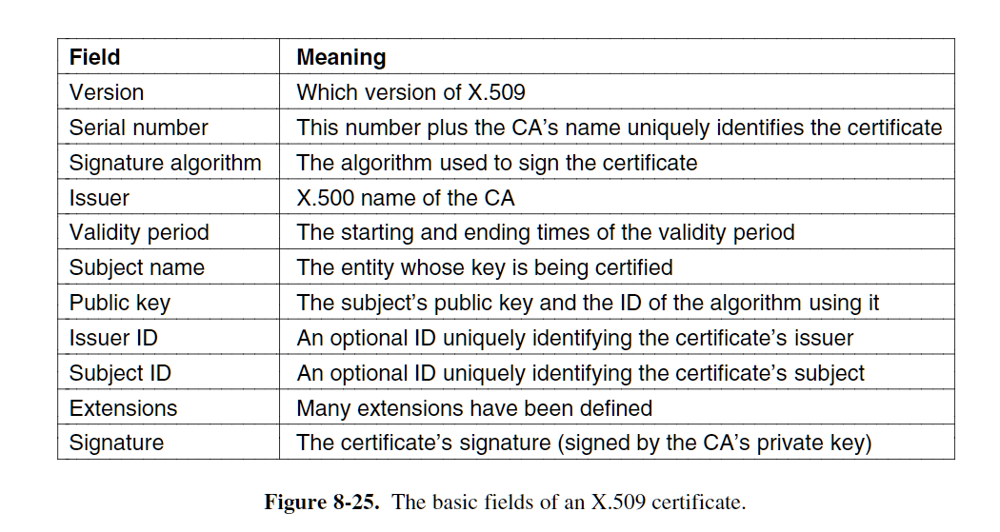 Field Meaning
Version Which version of X.509
Serial number This number plus the CA’s name uniquely identifies the certificate
Signature algorithm The algorithm used to sign the certificate
Issuer X.500 name of the CA
Validity period The starting and ending times of the validity period
Subject name The entity whose key is being certified
Public key The subject’s public key and the ID of the algorithm using it
Issuer ID An optional ID uniquely identifying the certificate’s issuer
Subject ID An optional ID uniquely identifying the certificate’s subject
Extensions Many extensions have been defined
Signature The certificate’s signature (signed by the CA’s private key)
Figure 8-25. The basic fields of an X.509 certificate.